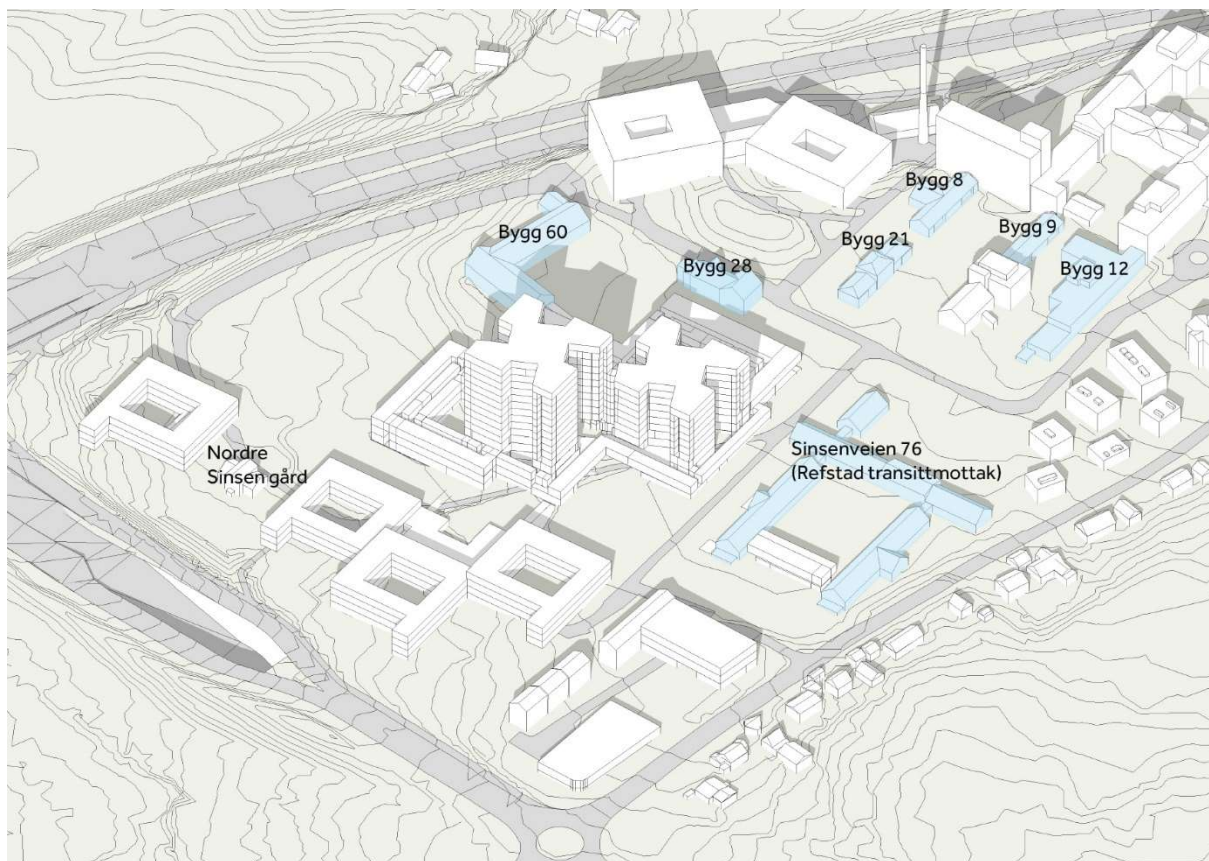 Bygg 8
Bygg 9
Bygg 60
Bygg 21
Bygg 28
Bygg 12
Nordre
Sinsen gård
Sinsenveien 76
(Refstad transittmottak)